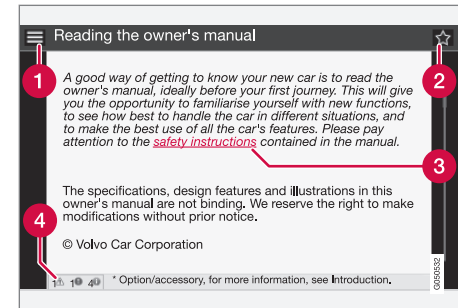 Reading the owner's manual
1
2
A good way of getting to know your new car is to read the
owner's manual, ideally before your first journey. This will give
you the opportunity to familiarise yourself with new functions,
to see how best to handle the car in different situations, and
to make the best use of all the car's features. Please pay
attention to the safety instructions contained in the manual.
3
The specifications, design features and illustrations in this
owner's manual are not binding. We reserve the right to make
modifications without prior notice.
4
© Volvo Car Corporation
1 1 4 * Option/accessory, for more information, see Introduction.
G050532